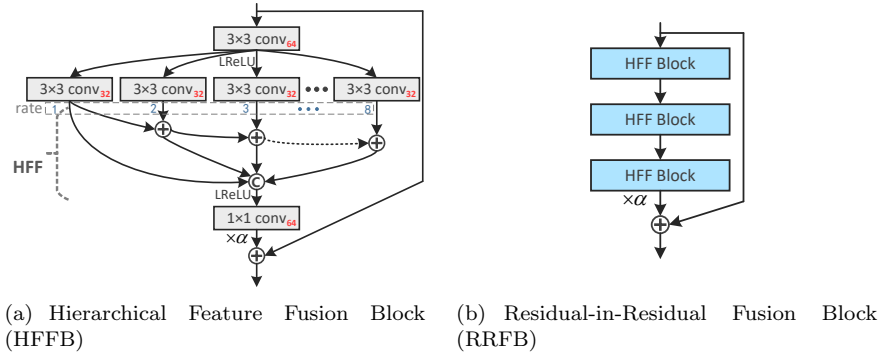 3×3 conv64
LReLU
3×3 conv32 3×3 conv32 3×3 conv32 ••• 3×3 conv32
rate 1 2 3 ••• 8
HFF
C
LReLU
1×1 conv64
×α
HFF Block
HFF Block
HFF Block
×α
(a) Hierarchical Feature Fusion Block
(HFFB)
(b) Residual-in-Residual Fusion Block
(RRFB)